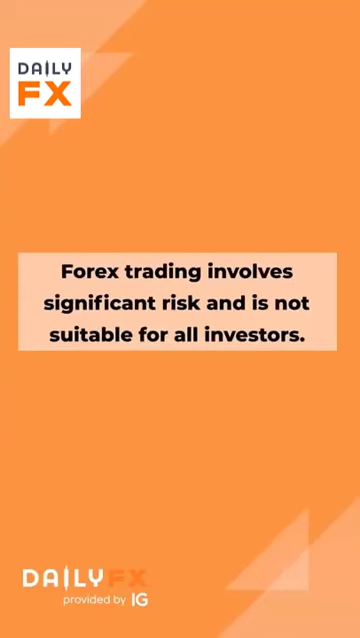 DAILY
FX
Forex trading involves
significant risk and is not
suitable for all investors.
DAILYFX
provided by IG